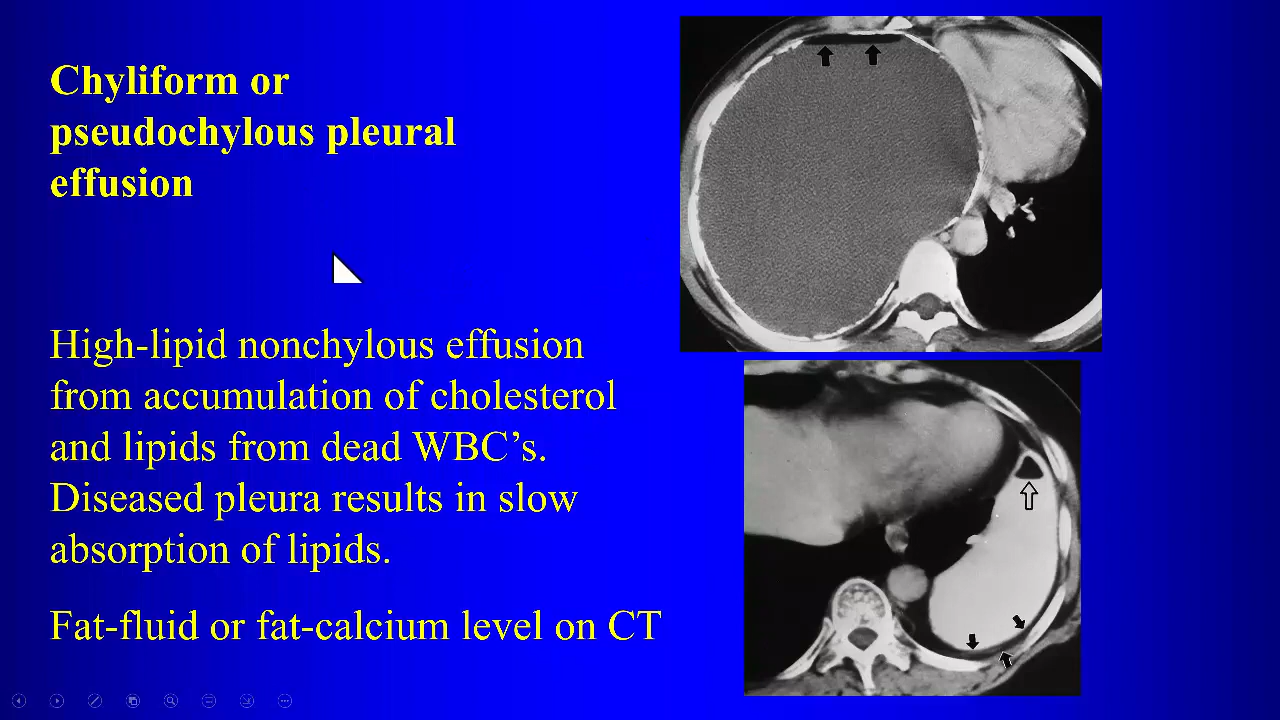 Chyliform or
pseudochylous pleural
effusion
High-lipid nonchylous effusion
from accumulation of cholesterol
and lipids from dead WBC’s.
Diseased pleura results in slow
absorption of lipids.
Fat-fluid or fat-calcium level on CT